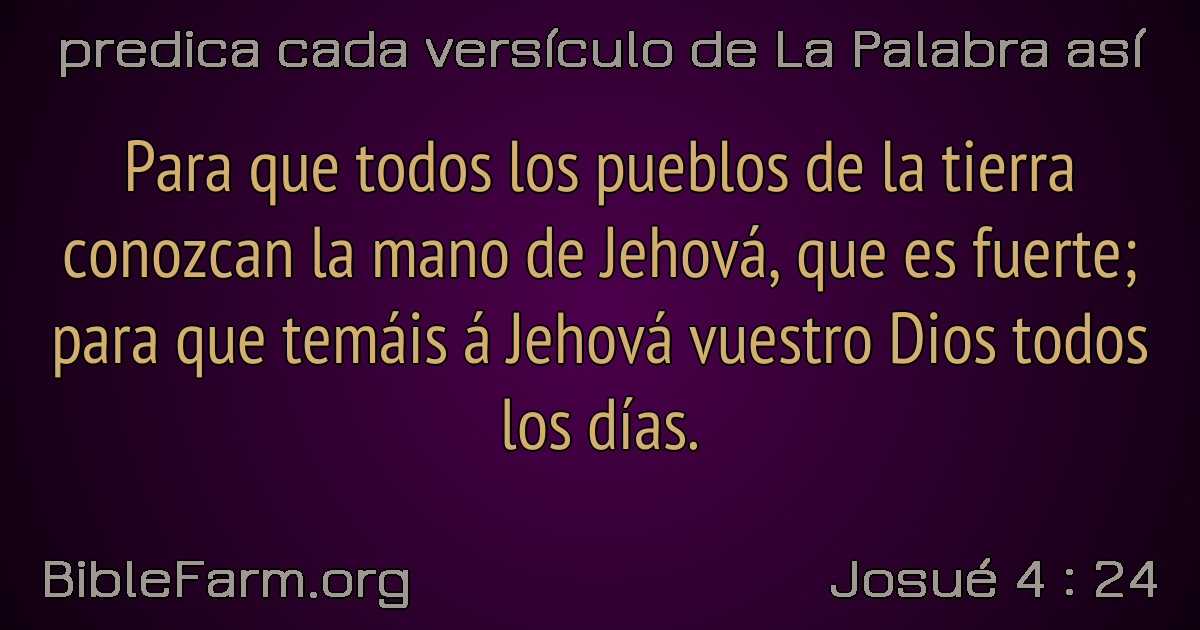 predica cada versículo de La Palabra así
Para que todos los pueblos de la tierra
conozcan la mano de Jehová, que es fuerte;
para que temáis á Jehová vuestro Dios todos
los días.
BibleFarm.org
Josué 4 : 24